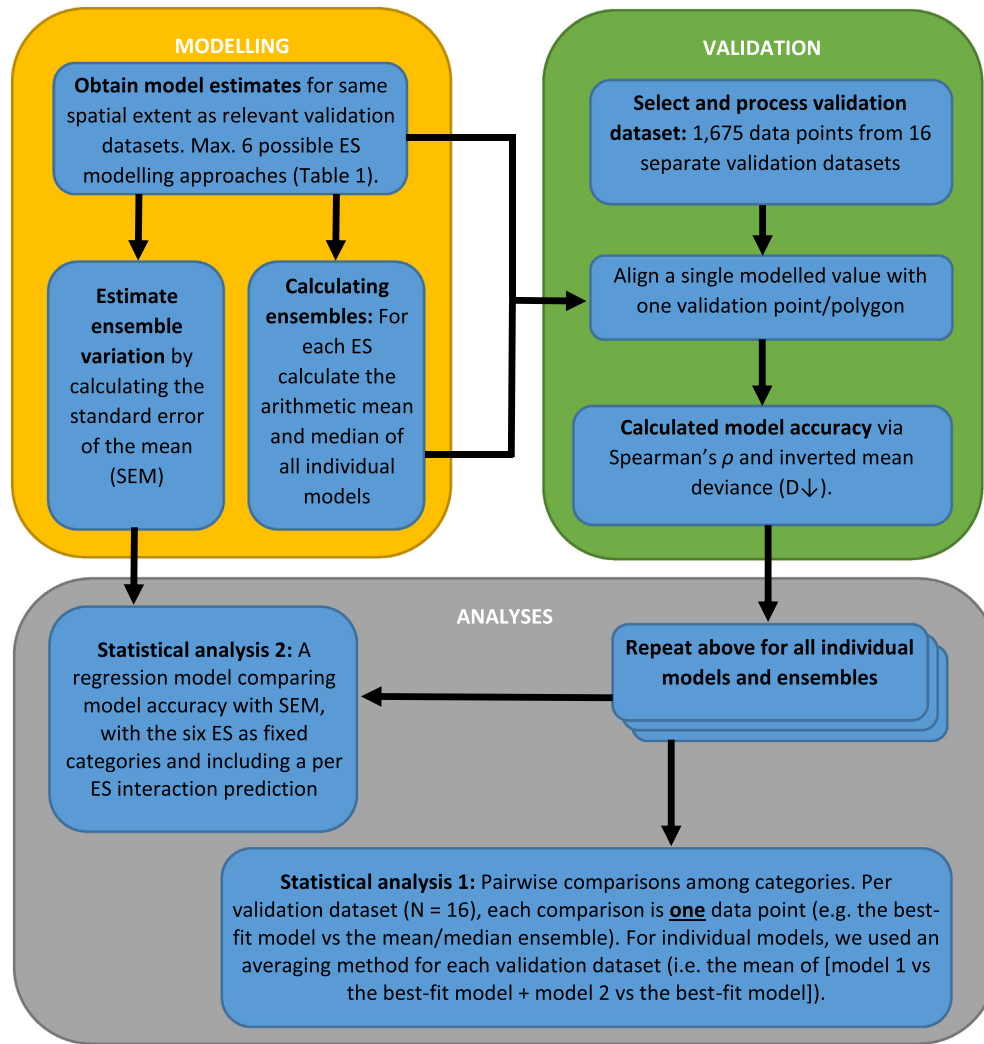 MODELLING
Obtain model estimates for same
spatial extent as relevant validation
datasets. Max. 6 possible ES
modelling approaches (Table 1).
Estimate
ensemble
variation by
calculating the
standard error
of the mean
(SEM)
Calculating
ensembles: For
each ES
calculate the
arithmetic mean
and median of
all individual
models
VALIDATION
Select and process validation
dataset: 1,675 data points from 16
separate validation datasets
Align a single modelled value with
one validation point/polygon
Calculated model accuracy via
Spearman's ρ and inverted mean
deviance (D↓).
ANALYSES
Repeat above for all individual
models and ensembles
Statistical analysis 2: A
regression model comparing
model accuracy with SEM,
with the six ES as fixed
categories and including a per
ES interaction prediction
Statistical analysis 1: Pairwise comparisons among categories. Per
validation dataset (N = 16), each comparison is one data point (e.g. the best-
fit model vs the mean/median ensemble). For individual models, we used an
averaging method for each validation dataset (i.e. the mean of [model 1 vs
the best-fit model + model 2 vs the best-fit model]).